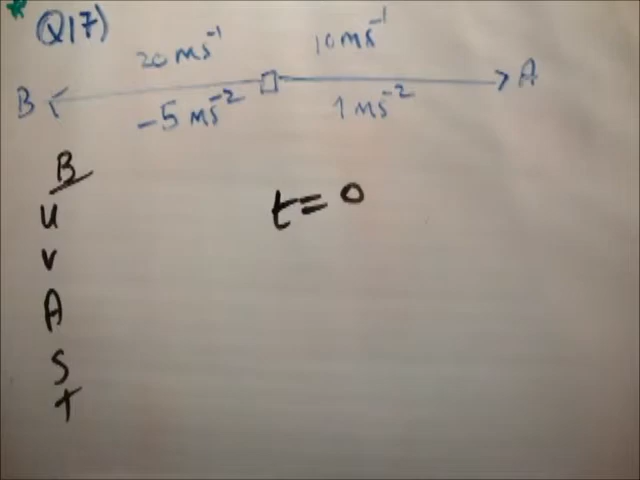 Q17)
20 ms⁻¹ 10 ms⁻¹
B A
-5 ms⁻² 1 ms⁻²
B
t = 0
u
v
A
S
T